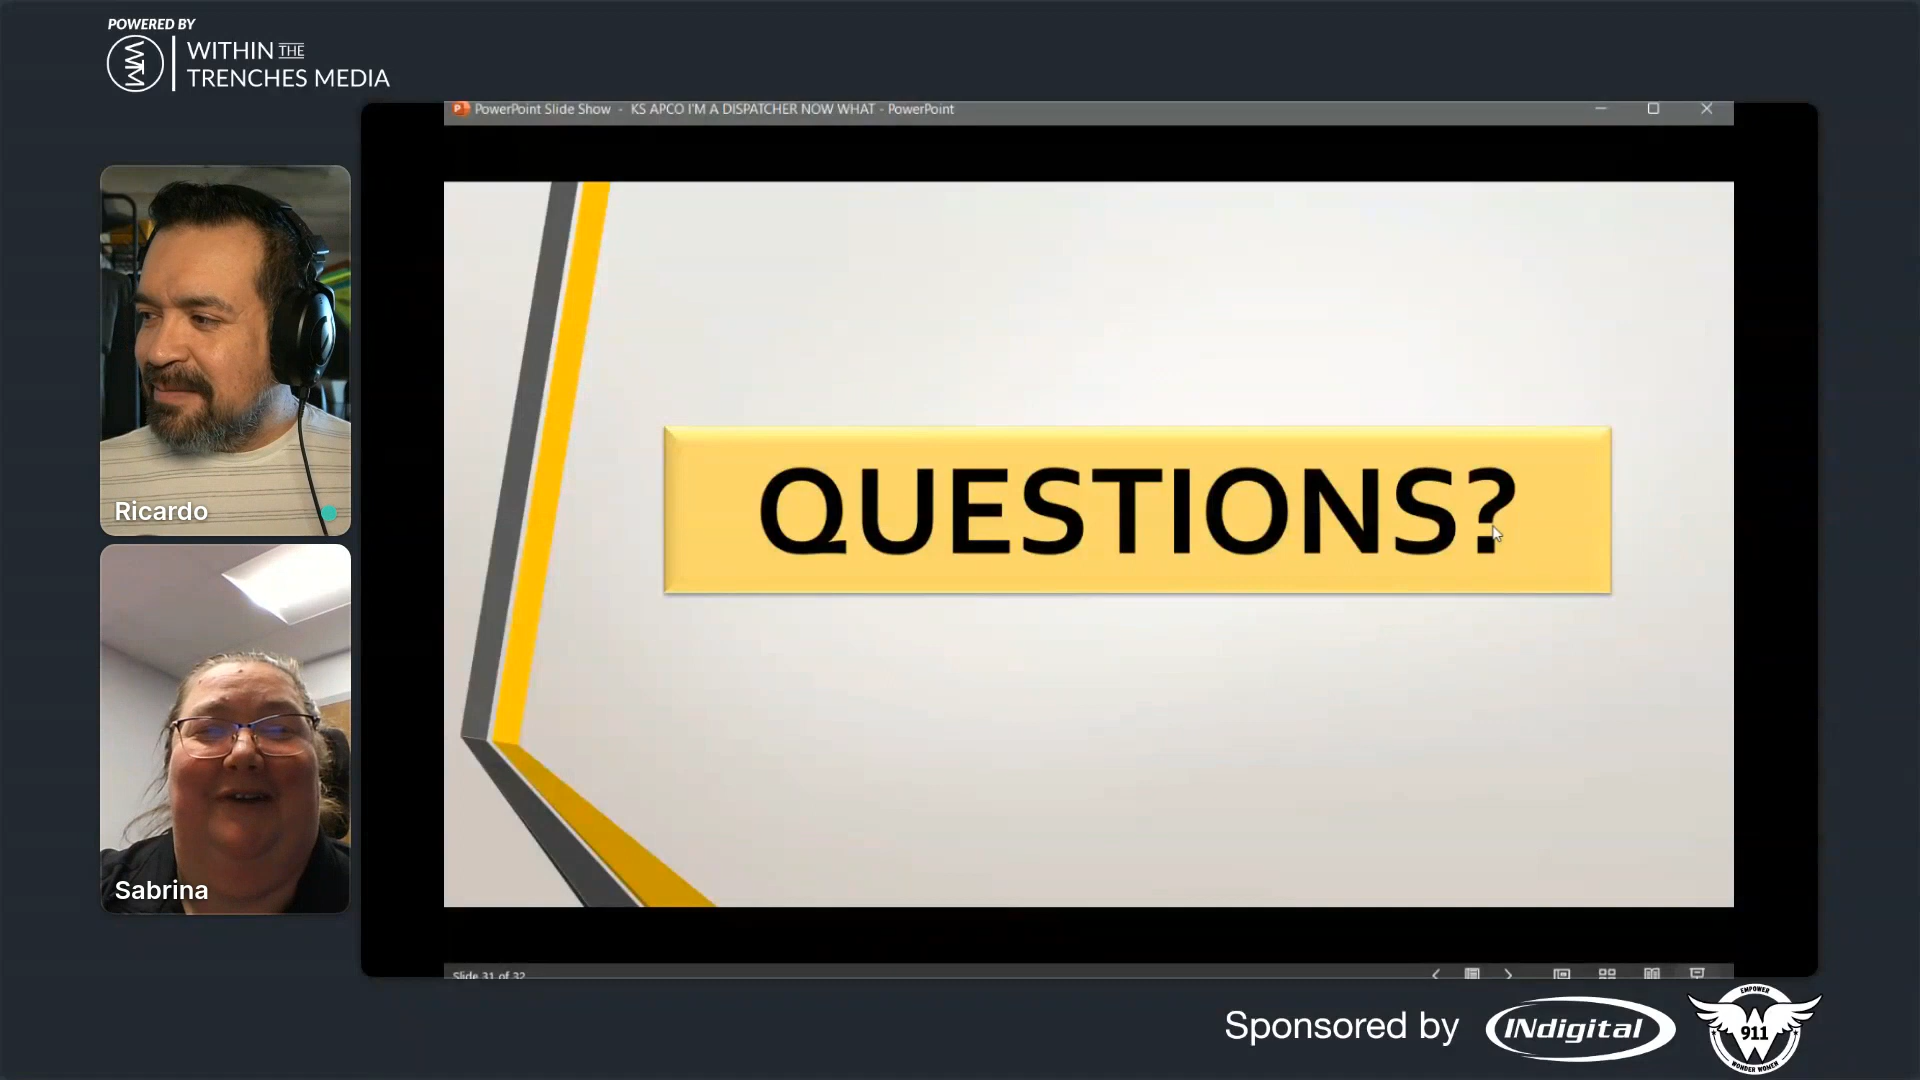 POWERED BY
WITHIN THE
TRENCHES MEDIA
PowerPoint Slide Show - KS APCO I'M A DISPATCHER NOW WHAT - PowerPoint
Ricardo
QUESTIONS?
Sabrina
Slide 31 of 32
Sponsored by
INdigital
EMPOWER
911
W
WONDER WOMEN